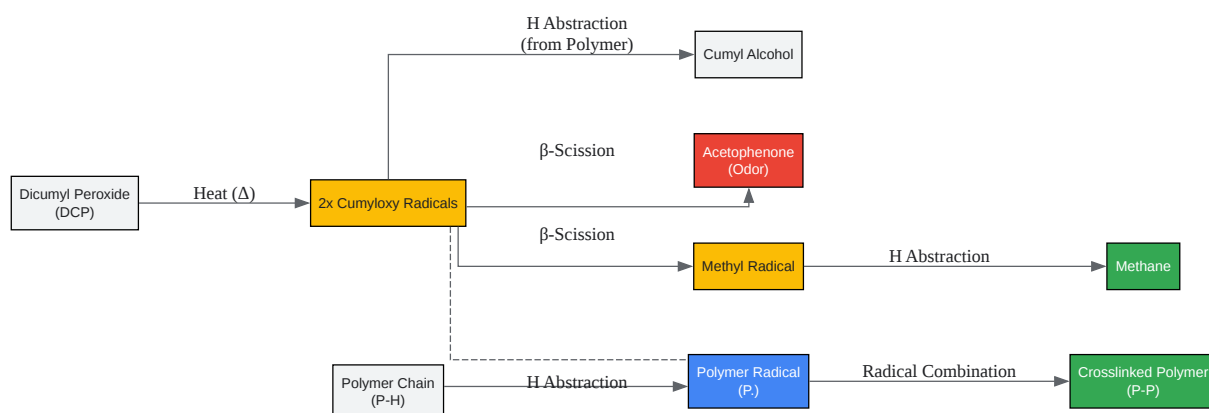 H Abstraction
(from Polymer)
Cumyl Alcohol
β-Scission
Acetophenone
(Odor)
Dicumyl Peroxide
(DCP)
Heat (Δ)
2x Cumyloxy Radicals
β-Scission
Methyl Radical
H Abstraction
Methane
Polymer Chain
(P-H)
H Abstraction
Polymer Radical
(P.)
Radical Combination
Crosslinked Polymer
(P-P)